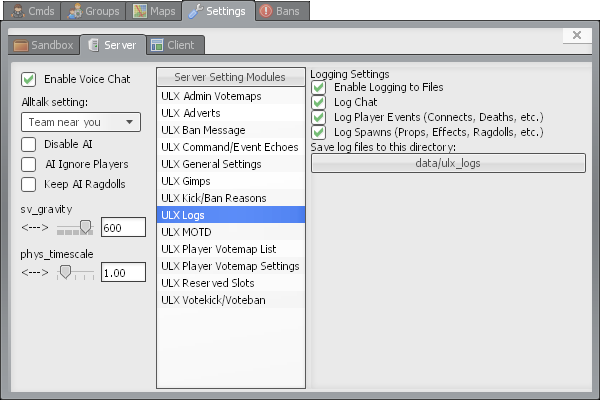 Cmds Groups Maps Settings Bans
Sandbox Server Client
Enable Voice Chat
Alltalk setting:
Team near you
Disable AI
AI Ignore Players
Keep AI Ragdolls
sv_gravity
<---> 600
phys_timescale
<---> 1.00
Server Setting Modules
ULX Admin Votemaps
ULX Adverts
ULX Ban Message
ULX Command/Event Echoes
ULX General Settings
ULX Gimps
ULX Kick/Ban Reasons
ULX Logs
ULX MOTD
ULX Player Votemap List
ULX Player Votemap Settings
ULX Reserved Slots
ULX Votekick/Voteban
Logging Settings
Enable Logging to Files
Log Chat
Log Player Events (Connects, Deaths, etc.)
Log Spawns (Props, Effects, Ragdolls, etc.)
Save log files to this directory:
data/ulx_logs